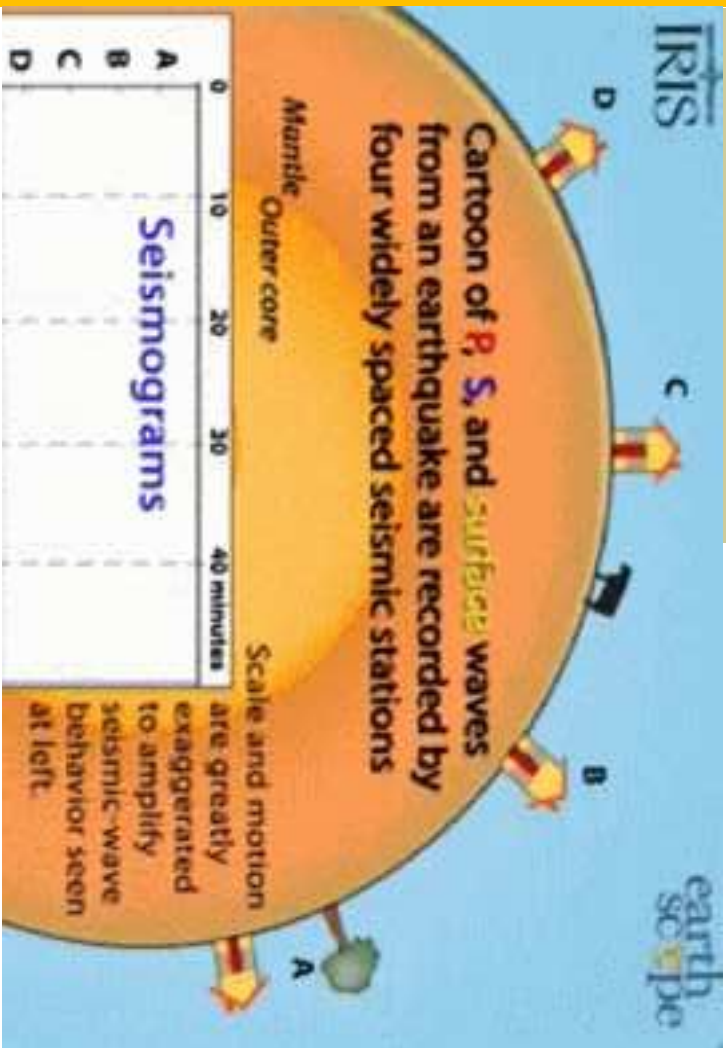 IRIS
earth
scope
D
C
B
A
Cartoon of P, S, and surface waves
from an earthquake are recorded by
four widely spaced seismic stations
Mantle
Outer core
Scale and motion
are greatly
exaggerated
to amplify
seismic-wave
behavior seen
at left.
0 10 20 30 40 minutes
Seismograms
A
B
C
D